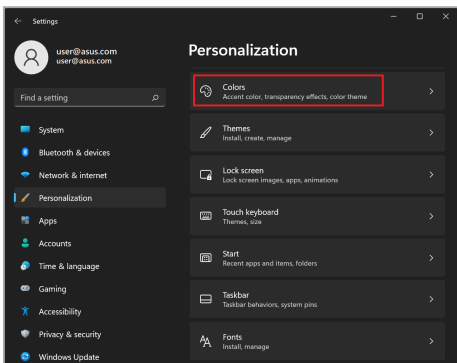 Settings
user@asus.com
user@asus.com
Find a setting
System
Bluetooth & devices
Network & internet
Personalization
Apps
Accounts
Time & language
Gaming
Accessibility
Privacy & security
Windows Update
Personalization
Colors
Accent color, transparency effects, color theme
Themes
Install, create, manage
Lock screen
Lock screen images, apps, animations
Touch keyboard
Themes, size
Start
Recent apps and items, folders
Taskbar
Taskbar behaviors, system pins
Fonts
Install, manage